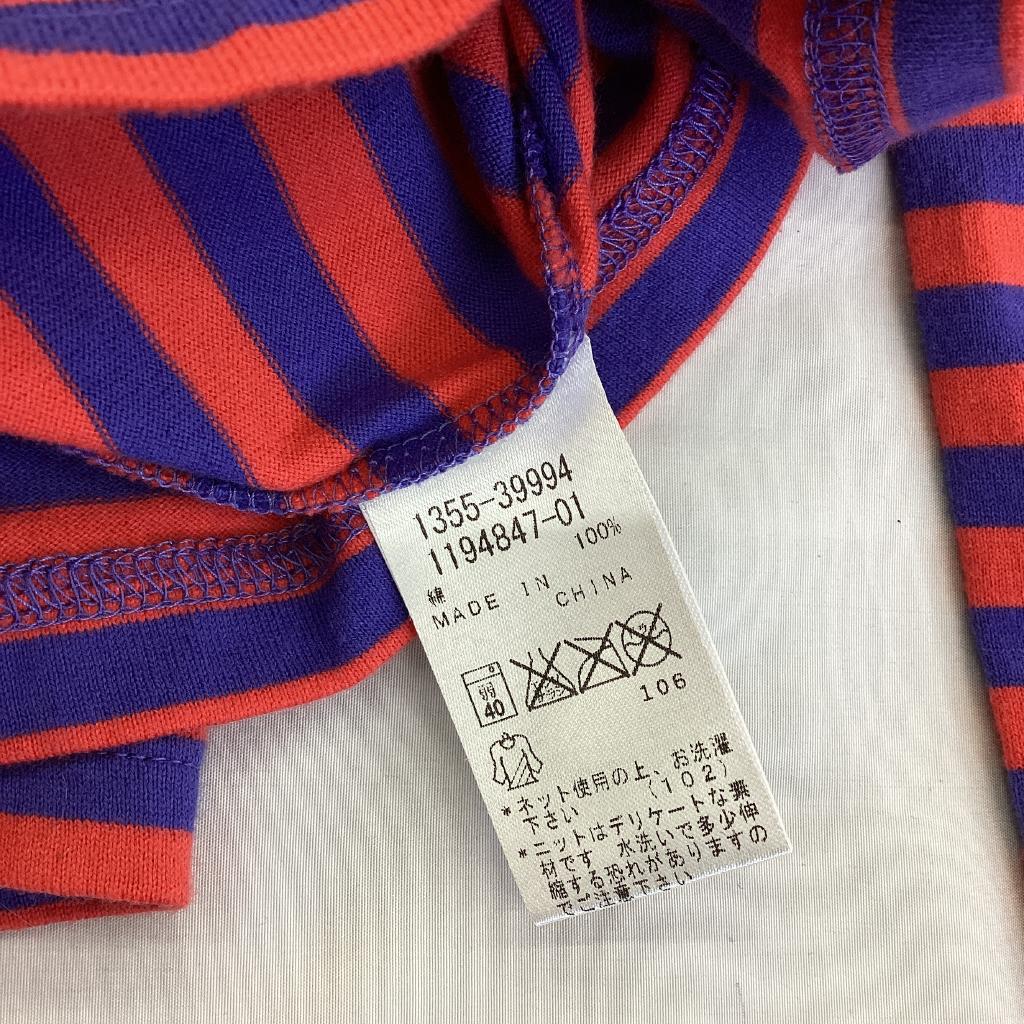 1355-39994
1194847-01
綿 100%
MADE IN
CHINA
弱
40
106
*ネット使用の上、お洗濯
下さい (102)
*ニットはデリケートな素
材です 水洗いで多少伸
縮する恐れがありますの
でご注意下さい